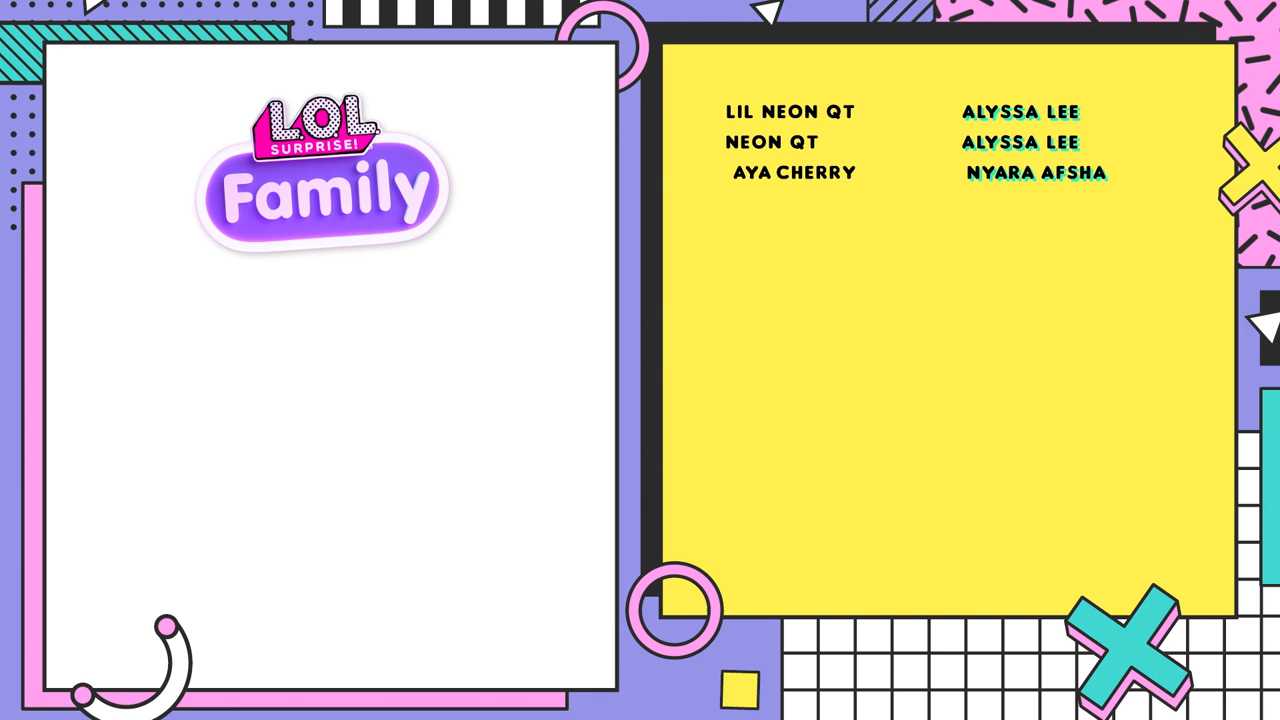 L.O.L.
SURPRISE!
Family
LIL NEON QT ALYSSA LEE
NEON QT ALYSSA LEE
AYA CHERRY NYARA AFSHA